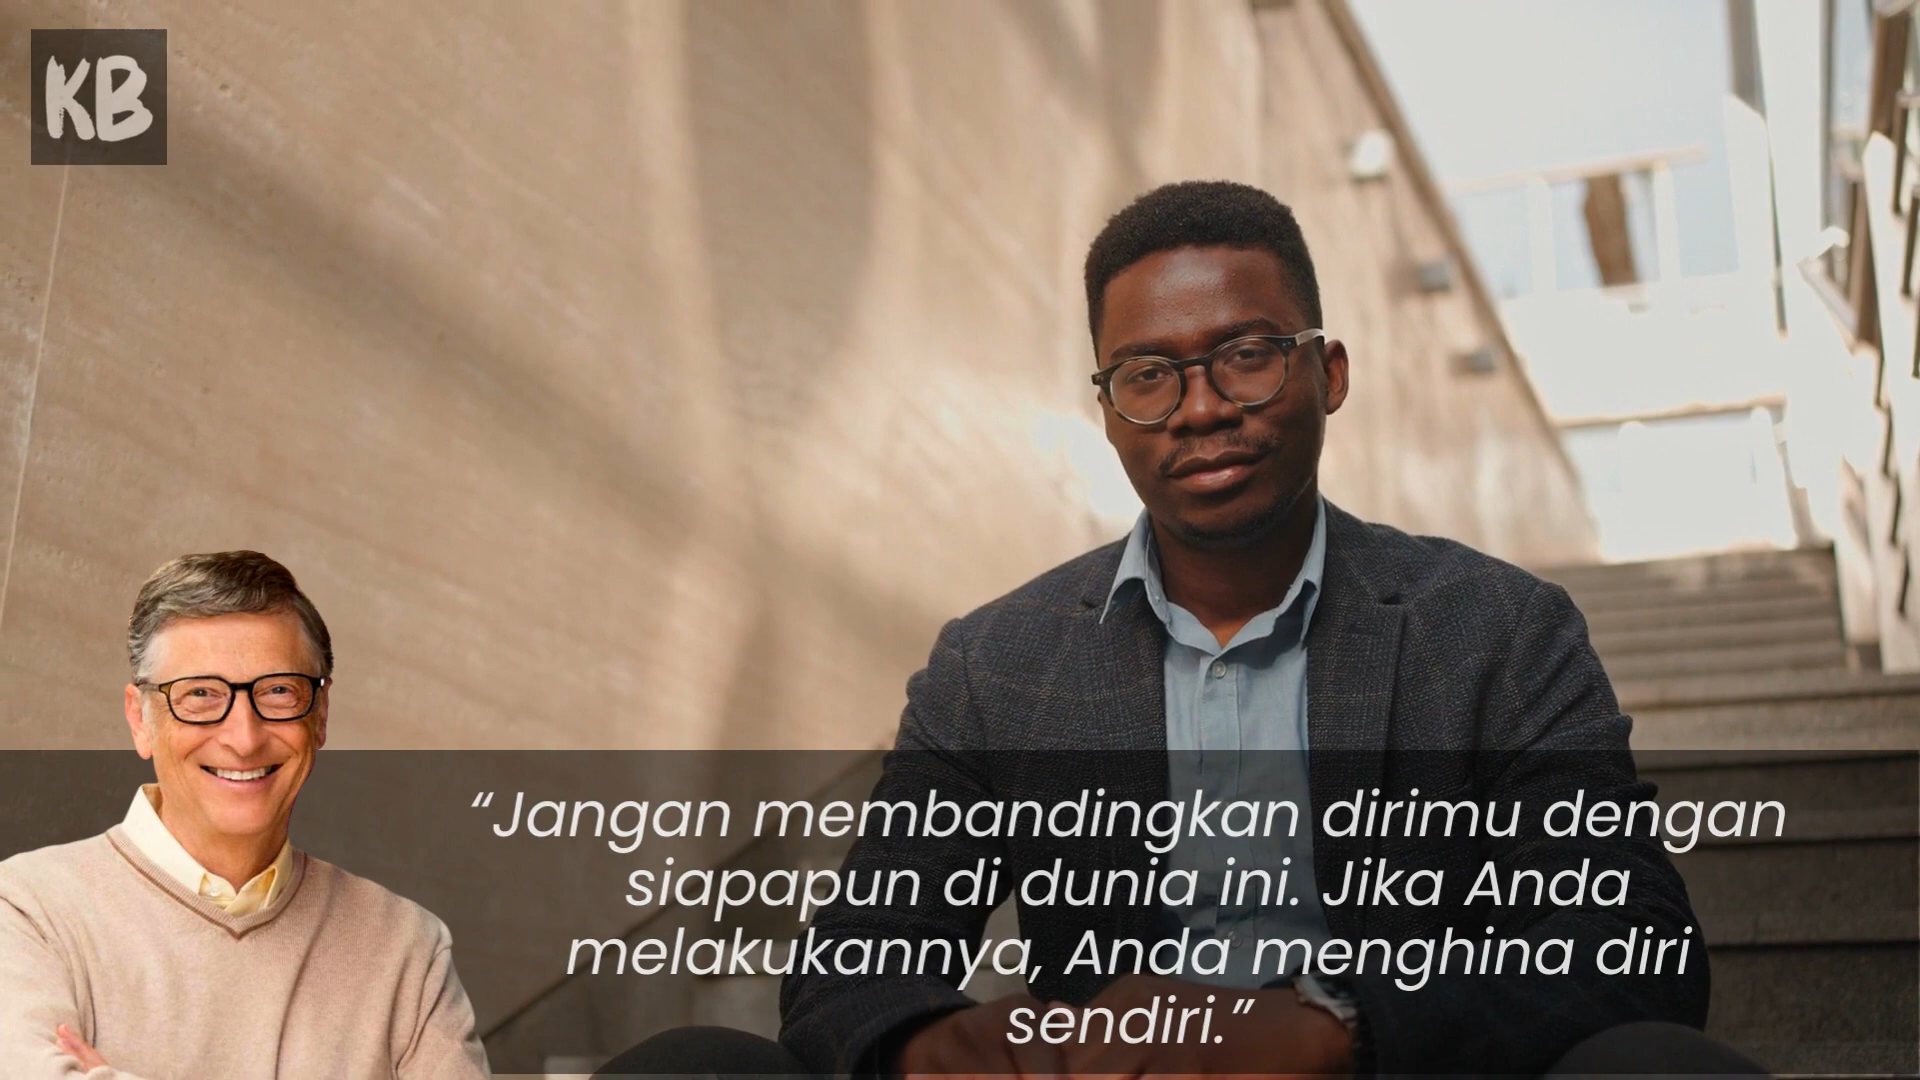 KB
“Jangan membandingkan dirimu dengan
siapapun di dunia ini. Jika Anda
melakukannya, Anda menghina diri
sendiri.”